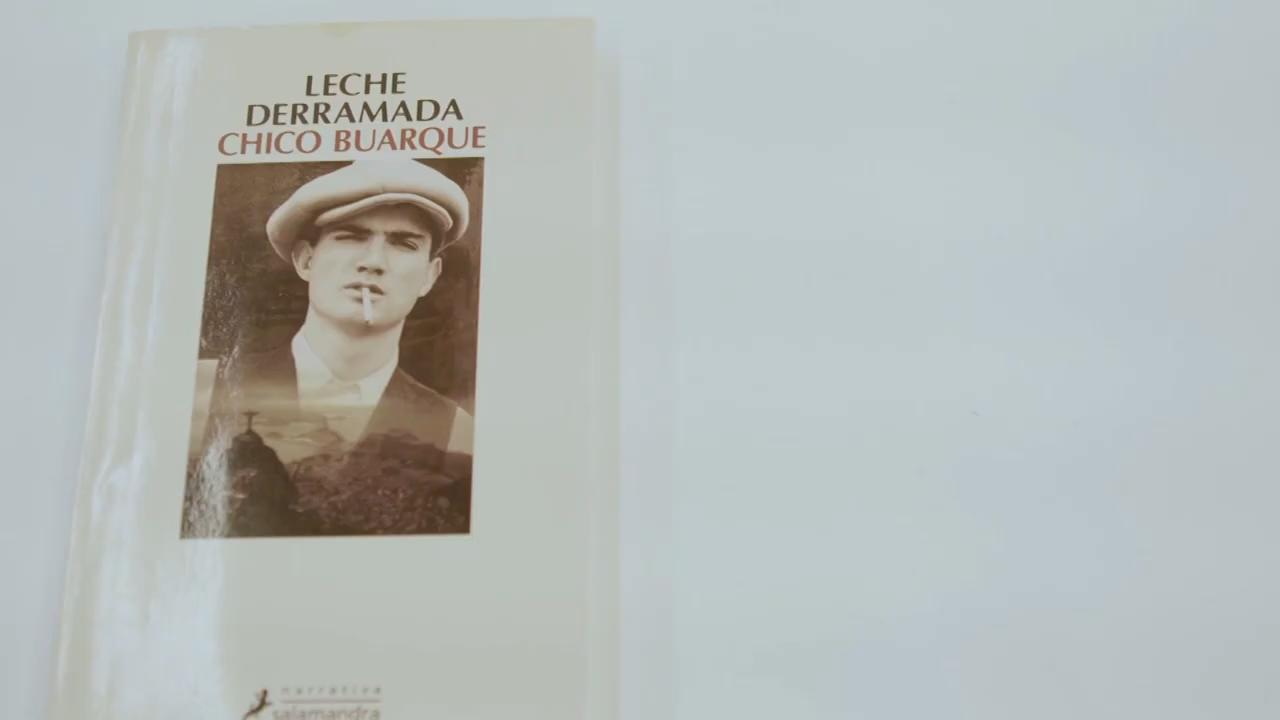 LECHE
DERRAMADA
CHICO BUARQUE
narrativa
salamandra